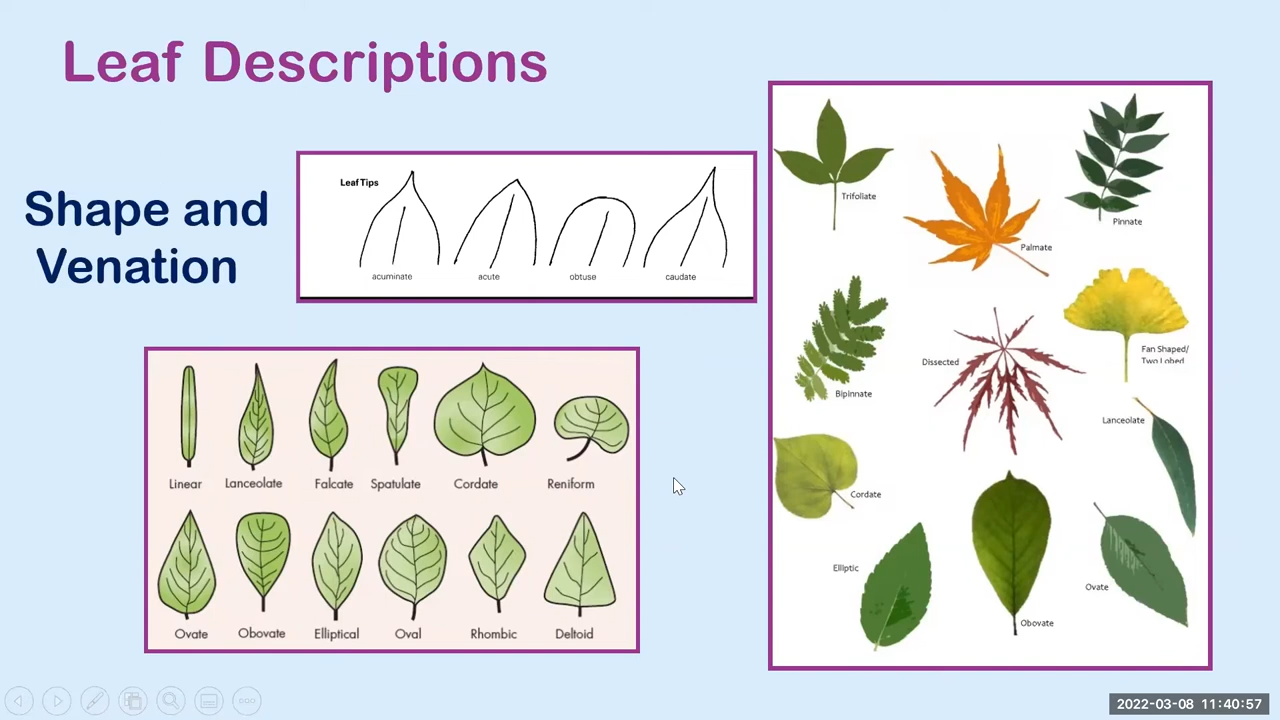 Leaf Descriptions
Shape and
Venation
Leaf Tips
acuminate acute obtuse caudate
Linear Lanceolate Falcate Spatulate Cordate Reniform
Ovate Obovate Elliptical Oval Rhombic Deltoid
Trifoliate
Pinnate
Palmate
Fan Shaped/
Two Lobed
Dissected
Bipinnate
Lanceolate
Cordate
Elliptic
Ovate
Obovate
2022-03-08 11:40:57